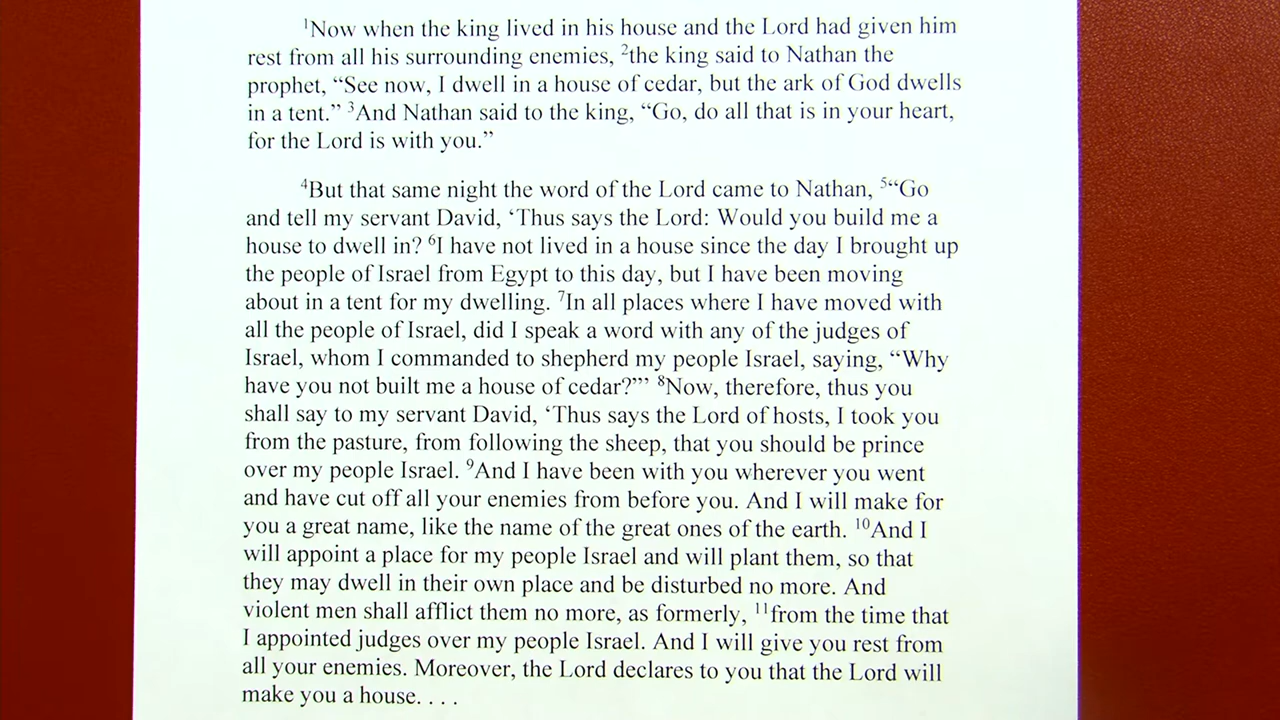 ¹Now when the king lived in his house and the Lord had given him
rest from all his surrounding enemies, ²the king said to Nathan the
prophet, “See now, I dwell in a house of cedar, but the ark of God dwells
in a tent.” ³And Nathan said to the king, “Go, do all that is in your heart,
for the Lord is with you.”
⁴But that same night the word of the Lord came to Nathan, ⁵“Go
and tell my servant David, ‘Thus says the Lord: Would you build me a
house to dwell in? ⁶I have not lived in a house since the day I brought up
the people of Israel from Egypt to this day, but I have been moving
about in a tent for my dwelling. ⁷In all places where I have moved with
all the people of Israel, did I speak a word with any of the judges of
Israel, whom I commanded to shepherd my people Israel, saying, “Why
have you not built me a house of cedar?”’ ⁸Now, therefore, thus you
shall say to my servant David, ‘Thus says the Lord of hosts, I took you
from the pasture, from following the sheep, that you should be prince
over my people Israel. ⁹And I have been with you wherever you went
and have cut off all your enemies from before you. And I will make for
you a great name, like the name of the great ones of the earth. ¹⁰And I
will appoint a place for my people Israel and will plant them, so that
they may dwell in their own place and be disturbed no more. And
violent men shall afflict them no more, as formerly, ¹¹from the time that
I appointed judges over my people Israel. And I will give you rest from
all your enemies. Moreover, the Lord declares to you that the Lord will
make you a house. . . .